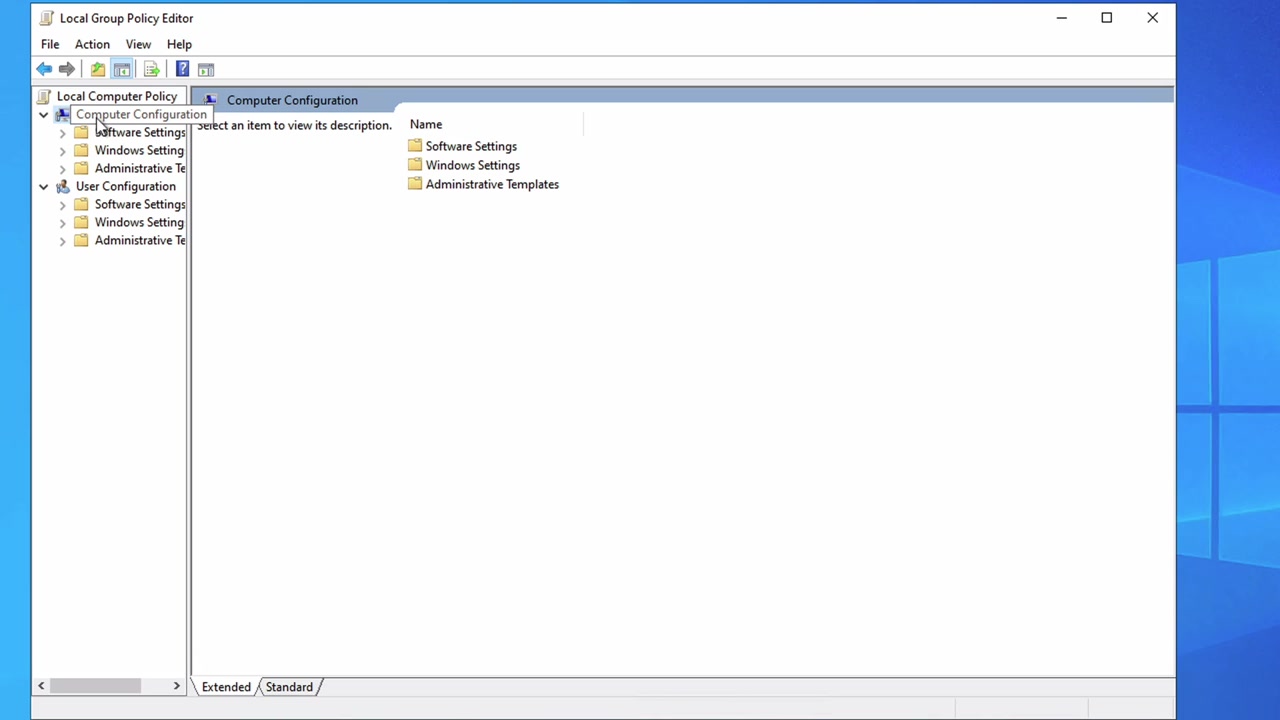 Local Group Policy Editor
File Action View Help
Local Computer Policy
Computer Configuration
Software Settings
Windows Setting
Administrative Te
User Configuration
Software Settings
Windows Setting
Administrative Te
Computer Configuration
Select an item to view its description.
Name
Software Settings
Windows Settings
Administrative Templates
Extended Standard